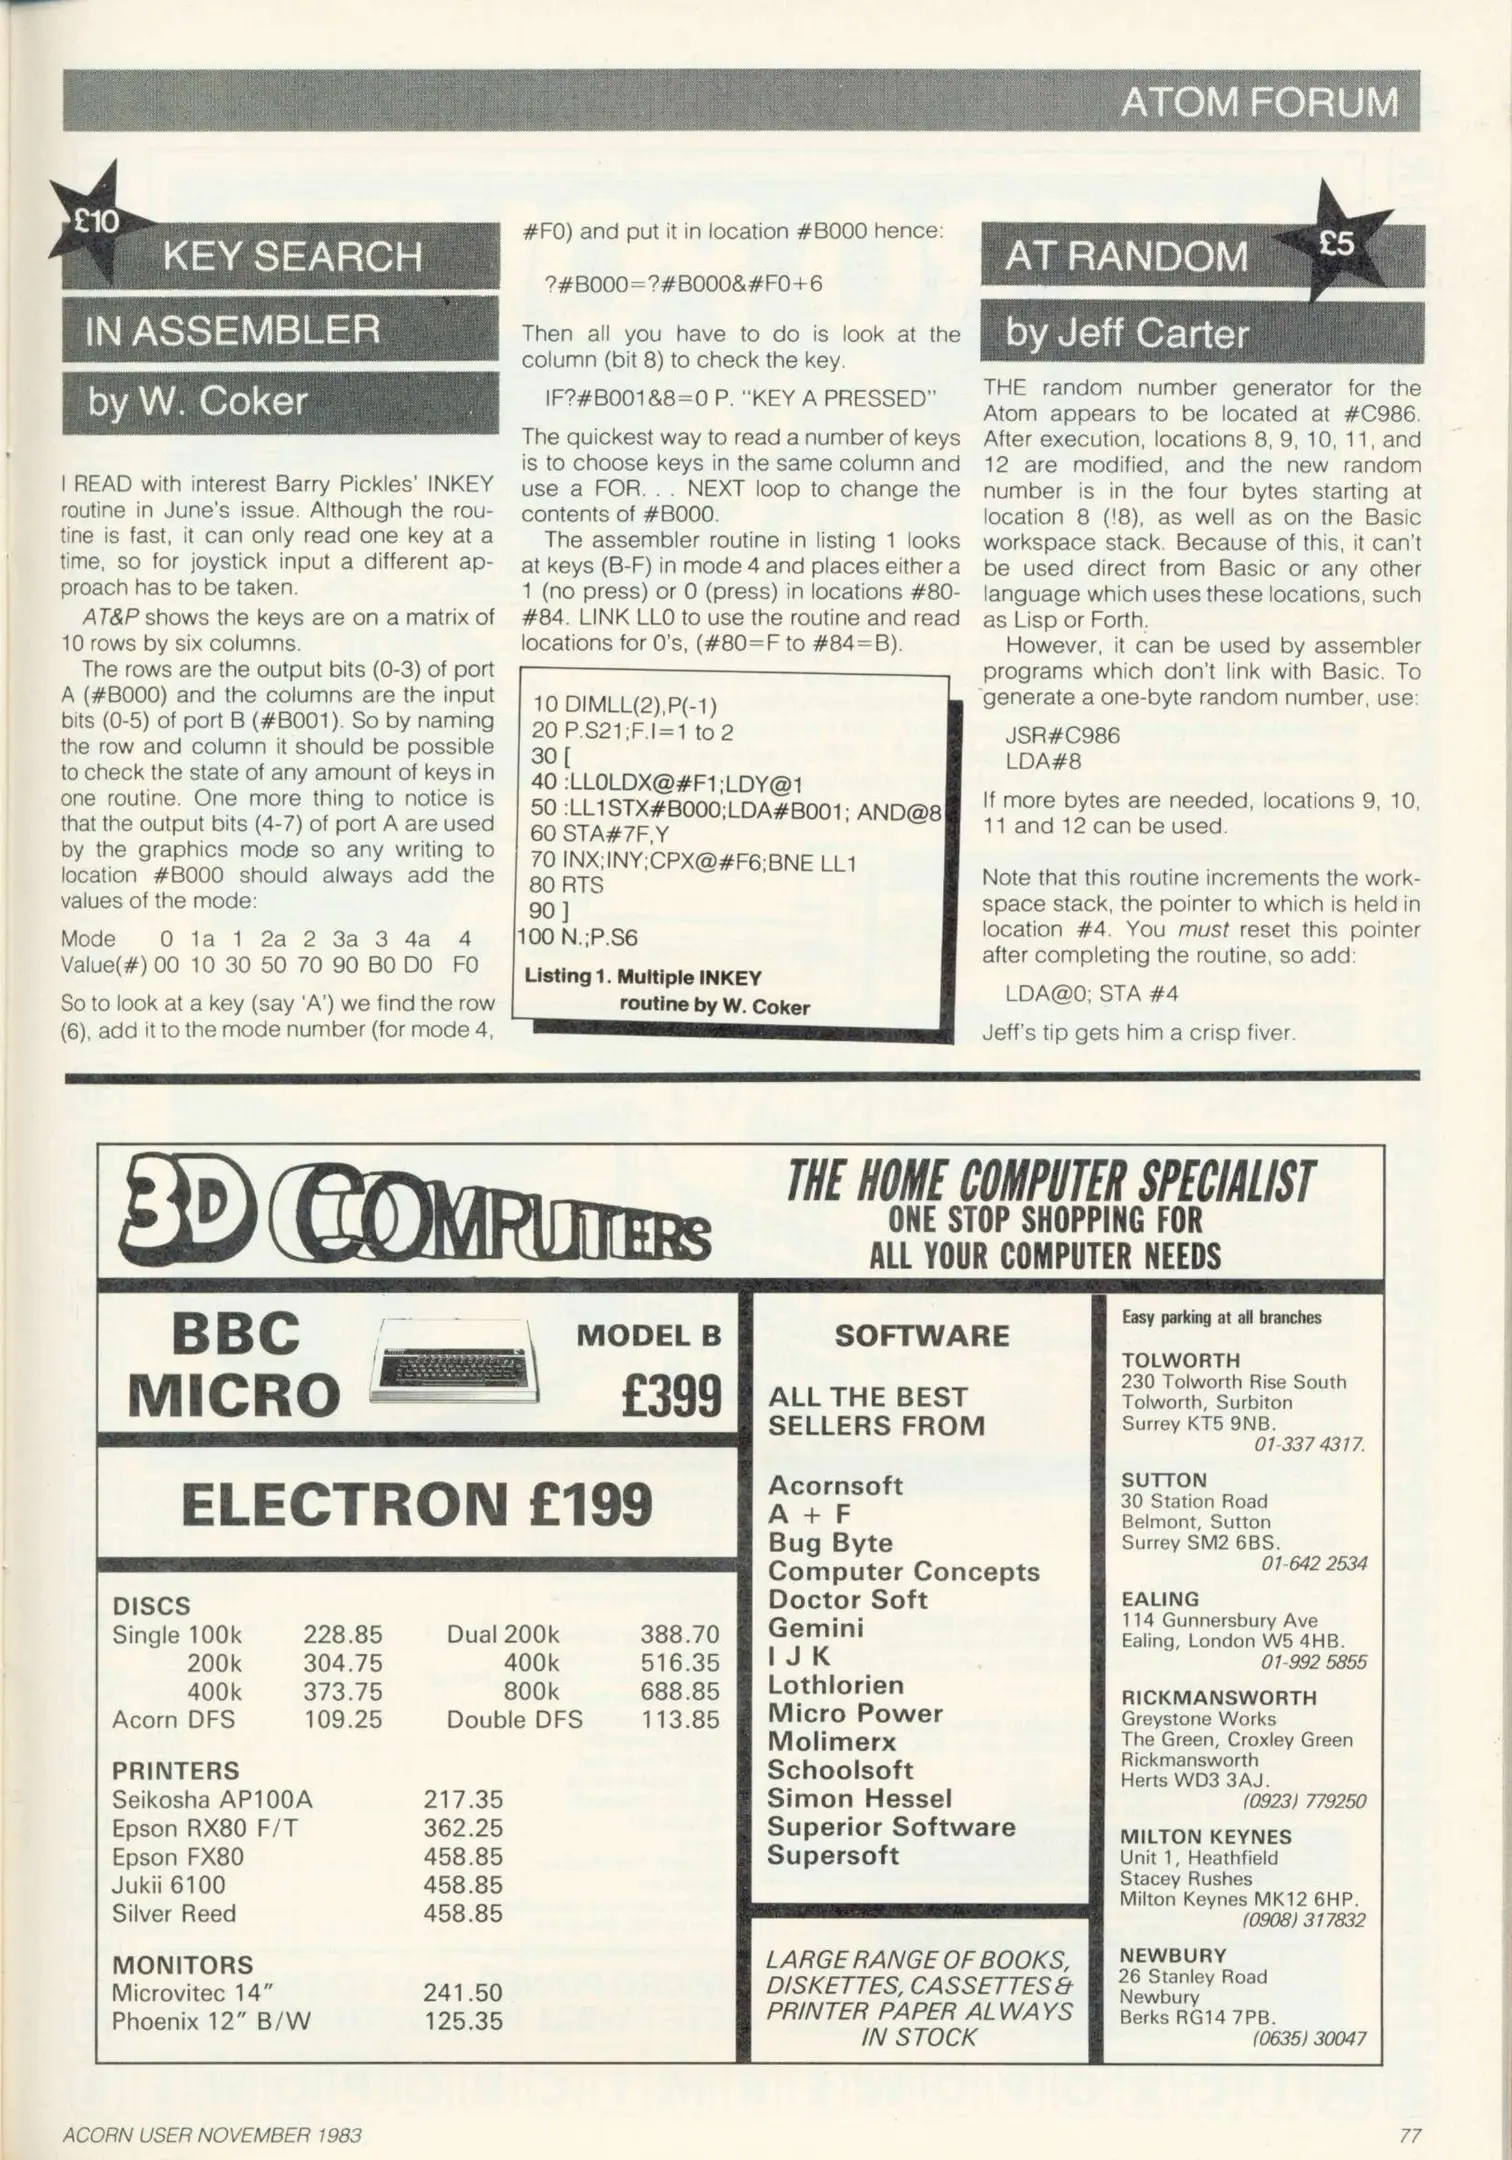 ATOM FORUM
£10
KEY SEARCH
IN ASSEMBLER
by W. Coker
I READ with interest Barry Pickles' INKEY
routine in June's issue. Although the rou-
tine is fast, it can only read one key at a
time, so for joystick input a different ap-
proach has to be taken.
AT&P shows the keys are on a matrix of
10 rows by six columns.
The rows are the output bits (0-3) of port
A (#B000) and the columns are the input
bits (0-5) of port B (#B001). So by naming
the row and column it should be possible
to check the state of any amount of keys in
one routine. One more thing to notice is
that the output bits (4-7) of port A are used
by the graphics mode so any writing to
location #B000 should always add the
values of the mode:
Mode 0 1a 1 2a 2 3a 3 4a 4
Value(#) 00 10 30 50 70 90 B0 D0 F0
So to look at a key (say 'A') we find the row
(6), add it to the mode number (for mode 4,
#F0) and put it in location #B000 hence:
?#B000=?#B000&#F0+6
Then all you have to do is look at the
column (bit 8) to check the key.
IF?#B001&8=0 P. "KEY A PRESSED"
The quickest way to read a number of keys
is to choose keys in the same column and
use a FOR. . . NEXT loop to change the
contents of #B000.
The assembler routine in listing 1 looks
at keys (B-F) in mode 4 and places either a
1 (no press) or 0 (press) in locations #80-
#84. LINK LL0 to use the routine and read
locations for 0's, (#80=F to #84=B).
10 DIMLL(2),P(-1)
20 P.S21;F.I=1 to 2
30 [
40 :LL0LDX@#F1;LDY@1
50 :LL1STX#B000;LDA#B001; AND@8
60 STA#7F,Y
70 INX;INY;CPX@#F6;BNE LL1
80 RTS
90 ]
100 N.;P.S6
Listing 1. Multiple INKEY
routine by W. Coker
AT RANDOM
£5
by Jeff Carter
THE random number generator for the
Atom appears to be located at #C986.
After execution, locations 8, 9, 10, 11, and
12 are modified, and the new random
number is in the four bytes starting at
location 8 (!8), as well as on the Basic
workspace stack. Because of this, it can't
be used direct from Basic or any other
language which uses these locations, such
as Lisp or Forth.
However, it can be used by assembler
programs which don't link with Basic. To
generate a one-byte random number, use:
JSR#C986
LDA#8
If more bytes are needed, locations 9, 10,
11 and 12 can be used.
Note that this routine increments the work-
space stack, the pointer to which is held in
location #4. You must reset this pointer
after completing the routine, so add:
LDA@0; STA #4
Jeff's tip gets him a crisp fiver.
3D COMPUTERS
THE HOME COMPUTER SPECIALIST
ONE STOP SHOPPING FOR
ALL YOUR COMPUTER NEEDS
BBC
MICRO
MODEL B
£399
ELECTRON £199
DISCS
Single 100k 228.85 Dual 200k 388.70
200k 304.75 400k 516.35
400k 373.75 800k 688.85
Acorn DFS 109.25 Double DFS 113.85
PRINTERS
Seikosha AP100A 217.35
Epson RX80 F/T 362.25
Epson FX80 458.85
Jukii 6100 458.85
Silver Reed 458.85
MONITORS
Microvitec 14" 241.50
Phoenix 12" B/W 125.35
SOFTWARE
ALL THE BEST
SELLERS FROM
Acornsoft
A + F
Bug Byte
Computer Concepts
Doctor Soft
Gemini
I J K
Lothlorien
Micro Power
Molimerx
Schoolsoft
Simon Hessel
Superior Software
Supersoft
LARGE RANGE OF BOOKS,
DISKETTES, CASSETTES &
PRINTER PAPER ALWAYS
IN STOCK
Easy parking at all branches
TOLWORTH
230 Tolworth Rise South
Tolworth, Surbiton
Surrey KT5 9NB.
01-337 4317.
SUTTON
30 Station Road
Belmont, Sutton
Surrey SM2 6BS.
01-642 2534
EALING
114 Gunnersbury Ave
Ealing, London W5 4HB.
01-992 5855
RICKMANSWORTH
Greystone Works
The Green, Croxley Green
Rickmansworth
Herts WD3 3AJ.
(0923) 779250
MILTON KEYNES
Unit 1, Heathfield
Stacey Rushes
Milton Keynes MK12 6HP.
(0908) 317832
NEWBURY
26 Stanley Road
Newbury
Berks RG14 7PB.
(0635) 30047
ACORN USER NOVEMBER 1983
77